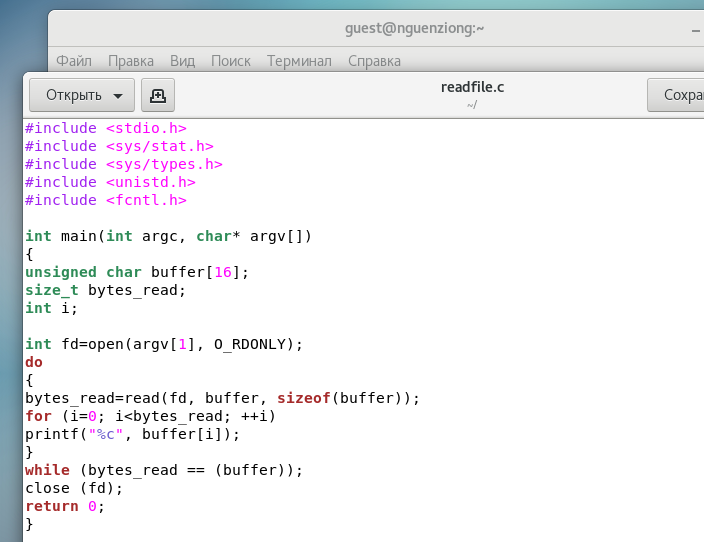 guest@nguenziong:~
Файл Правка Вид Поиск Терминал Справка
Открыть
readfile.c
~/
#include <stdio.h>
#include <sys/stat.h>
#include <sys/types.h>
#include <unistd.h>
#include <fcntl.h>
int main(int argc, char* argv[])
{
unsigned char buffer[16];
size_t bytes_read;
int i;
int fd=open(argv[1], O_RDONLY);
do
{
bytes_read=read(fd, buffer, sizeof(buffer));
for (i=0; i<bytes_read; ++i)
printf("%c", buffer[i]);
}
while (bytes_read == (buffer));
close (fd);
return 0;
}